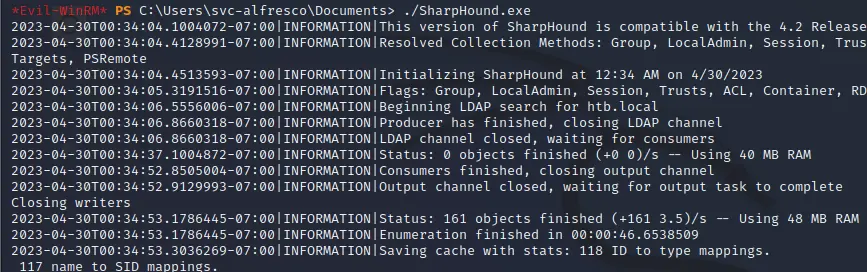 *Evil-WinRM* PS C:\Users\svc-alfresco\Documents> ./SharpHound.exe
2023-04-30T00:34:04.1004072-07:00|INFORMATION|This version of SharpHound is compatible with the 4.2 Release
2023-04-30T00:34:04.4128991-07:00|INFORMATION|Resolved Collection Methods: Group, LocalAdmin, Session, Trus
Targets, PSRemote
2023-04-30T00:34:04.4513593-07:00|INFORMATION|Initializing SharpHound at 12:34 AM on 4/30/2023
2023-04-30T00:34:05.3191516-07:00|INFORMATION|Flags: Group, LocalAdmin, Session, Trusts, ACL, Container, RD
2023-04-30T00:34:06.5556006-07:00|INFORMATION|Beginning LDAP search for htb.local
2023-04-30T00:34:06.8660318-07:00|INFORMATION|Producer has finished, closing LDAP channel
2023-04-30T00:34:06.8660318-07:00|INFORMATION|LDAP channel closed, waiting for consumers
2023-04-30T00:34:37.1004872-07:00|INFORMATION|Status: 0 objects finished (+0 0)/s -- Using 40 MB RAM
2023-04-30T00:34:52.8505004-07:00|INFORMATION|Consumers finished, closing output channel
2023-04-30T00:34:52.9129993-07:00|INFORMATION|Output channel closed, waiting for output task to complete
Closing writers
2023-04-30T00:34:53.1786445-07:00|INFORMATION|Status: 161 objects finished (+161 3.5)/s -- Using 48 MB RAM
2023-04-30T00:34:53.1786445-07:00|INFORMATION|Enumeration finished in 00:00:46.6538509
2023-04-30T00:34:53.3036269-07:00|INFORMATION|Saving cache with stats: 118 ID to type mappings.
117 name to SID mappings.